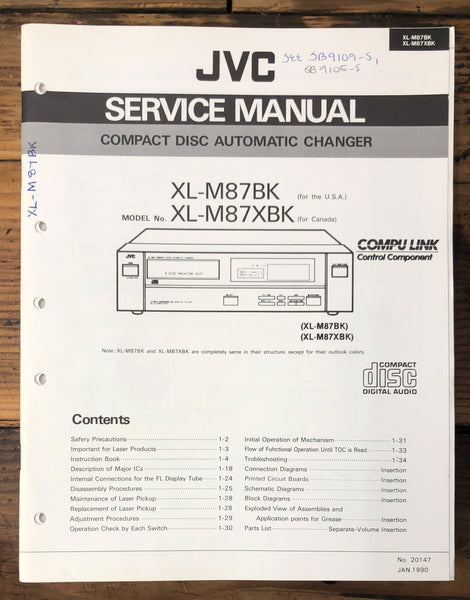 XL-M87BK
XL-M87XBK
JVC
SEE SB9109-S,
SB9105-S
SERVICE MANUAL
COMPACT DISC AUTOMATIC CHANGER
XL-M87BK
XL-M87BK (for the U.S.A.)
MODEL No. XL-M87XBK (for Canada)
JVC
6 DISC MAGAZINE SLOT
COMPU LINK
Control Component
(XL-M87BK)
(XL-M87XBK)
Note: XL-M87BK and XL-M87XBK are completely same in their structure, except for their outlook colors.
COMPACT
disc
DIGITAL AUDIO
Contents
Safety Precautions 1-2
Important for Laser Products 1-3
Instruction Book 1-4
Description of Major ICs 1-18
Internal Connections for the FL Display Tube 1-24
Disassembly Procedures 1-25
Maintenance of Laser Pickup 1-28
Replacement of Laser Pickup 1-28
Adjustment Procedures 1-29
Operation Check by Each Switch 1-30
Initial Operation of Mechanism 1-31
Flow of Functional Operation Until TOC is Read. 1-33
Trobleshooting 1-34
Connection Diagrams Insertion
Printed Circuit Boards Insertion
Schematic Diagrams Insertion
Block Diagrams Insertion
Exploded View of Assemblies and
Application points for Grease Insertion
Parts List Separate-Volume Insertion
No. 20147
JAN.1990